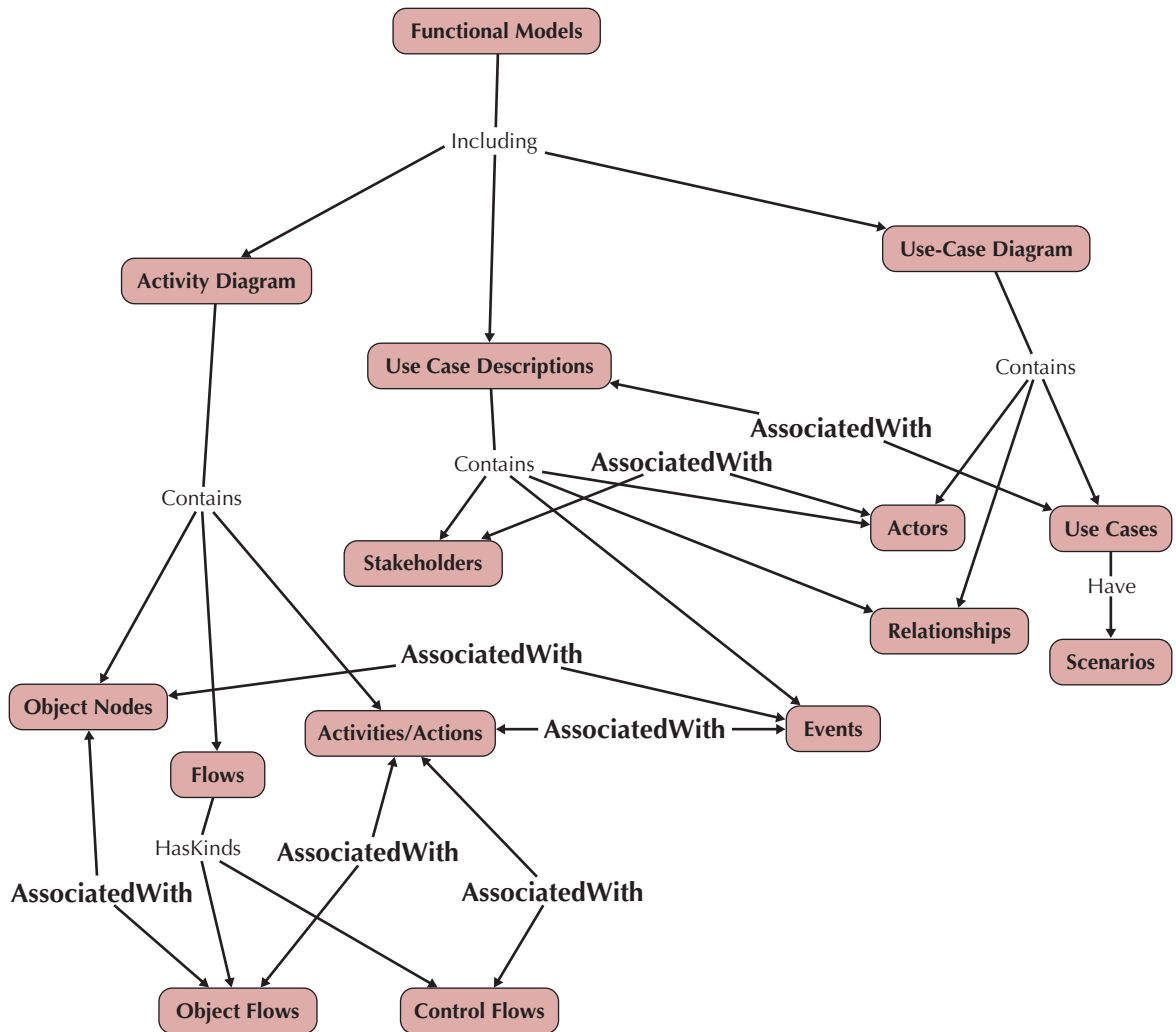 Functional Models
Including
Use-Case Diagram
Activity Diagram
Use Case Descriptions
Contains
AssociatedWith
Contains
AssociatedWith
Contains
Actors
Use Cases
Stakeholders
Have
Relationships
AssociatedWith
Scenarios
Object Nodes
Activities/Actions
AssociatedWith
Events
Flows
HasKinds
AssociatedWith
AssociatedWith
AssociatedWith
Object Flows
Control Flows